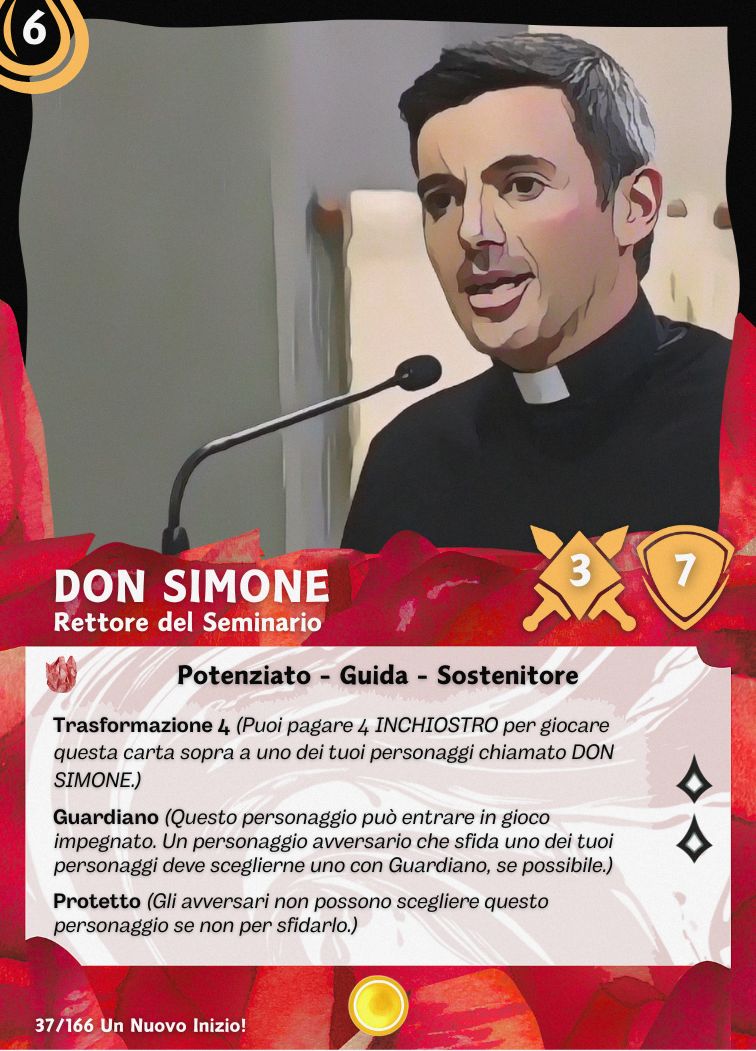 6
DON SIMONE
Rettore del Seminario
3
7
Potenziato - Guida - Sostenitore
Trasformazione 4 (Puoi pagare 4 INCHIOSTRO per giocare
questa carta sopra a uno dei tuoi personaggi chiamato DON
SIMONE.)
Guardiano (Questo personaggio può entrare in gioco
impegnato. Un personaggio avversario che sfida uno dei tuoi
personaggi deve sceglierne uno con Guardiano, se possibile.)
Protetto (Gli avversari non possono scegliere questo
personaggio se non per sfidarlo.)
37/166 Un Nuovo Inizio!